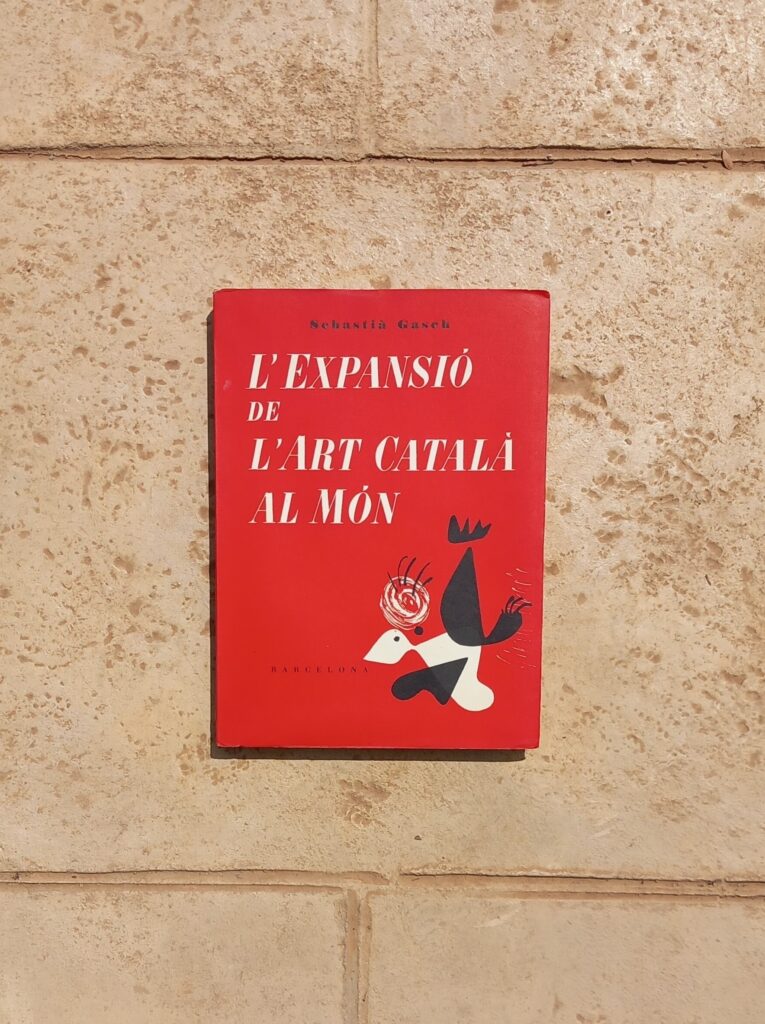 Sebastià Gasch
L'EXPANSIÓ
DE
L'ART CATALÀ
AL MÓN
BARCELONA